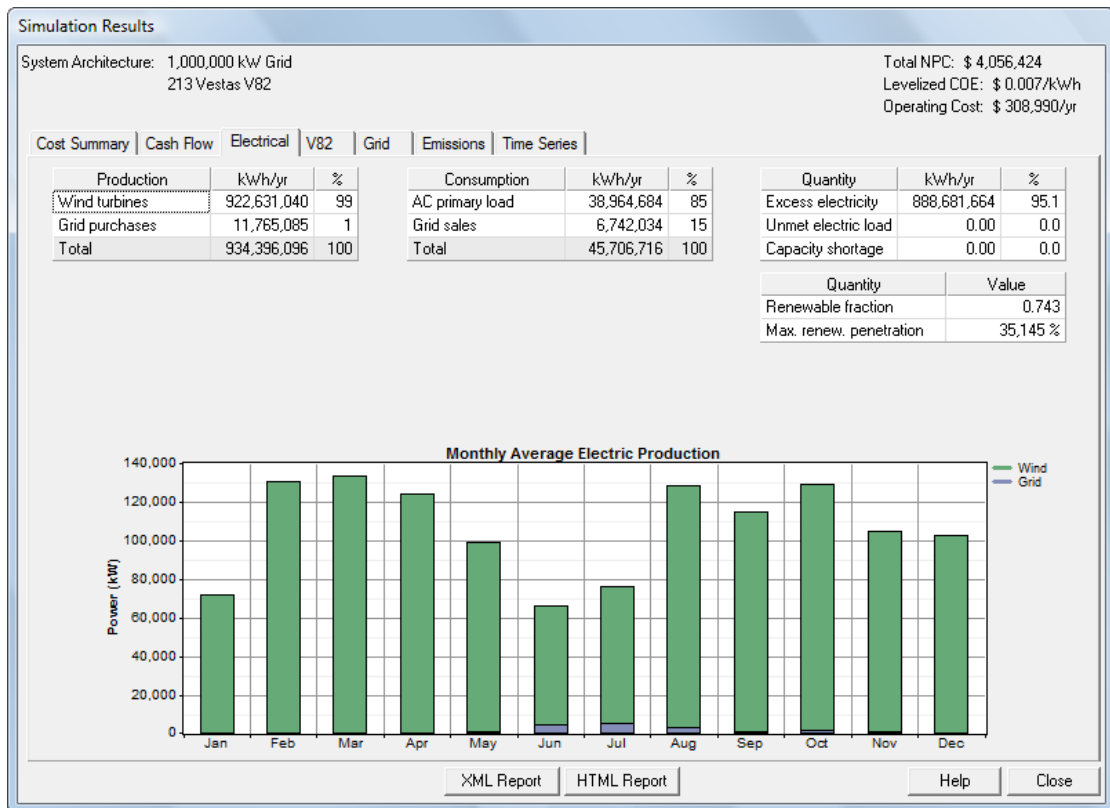 Simulation Results
System Architecture: 1,000,000 kW Grid
213 Vestas V82
Total NPC: $ 4,056,424
Levelized COE: $ 0.007/kWh
Operating Cost: $ 308,990/yr
Cost Summary Cash Flow Electrical V82 Grid Emissions Time Series
Production kWh/yr %
Wind turbines 922,631,040 99
Grid purchases 11,765,085 1
Total 934,396,096 100
Consumption kWh/yr %
AC primary load 38,964,684 85
Grid sales 6,742,034 15
Total 45,706,716 100
Quantity kWh/yr %
Excess electricity 888,681,664 95.1
Unmet electric load 0.00 0.0
Capacity shortage 0.00 0.0
Quantity Value
Renewable fraction 0.743
Max. renew. penetration 35,145 %
Monthly Average Electric Production
Wind
Grid
Power (kW)
140,000
120,000
100,000
80,000
60,000
40,000
20,000
0
Jan Feb Mar Apr May Jun Jul Aug Sep Oct Nov Dec
XML Report HTML Report Help Close